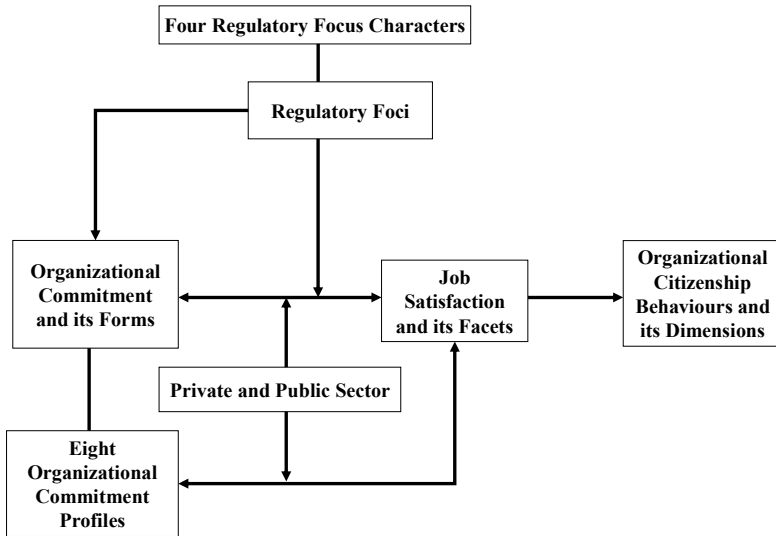 Four Regulatory Focus Characters
Regulatory Foci
Organizational
Commitment
and its Forms
Job
Satisfaction
and its Facets
Organizational
Citizenship
Behaviours and
its Dimensions
Private and Public Sector
Eight
Organizational
Commitment
Profiles